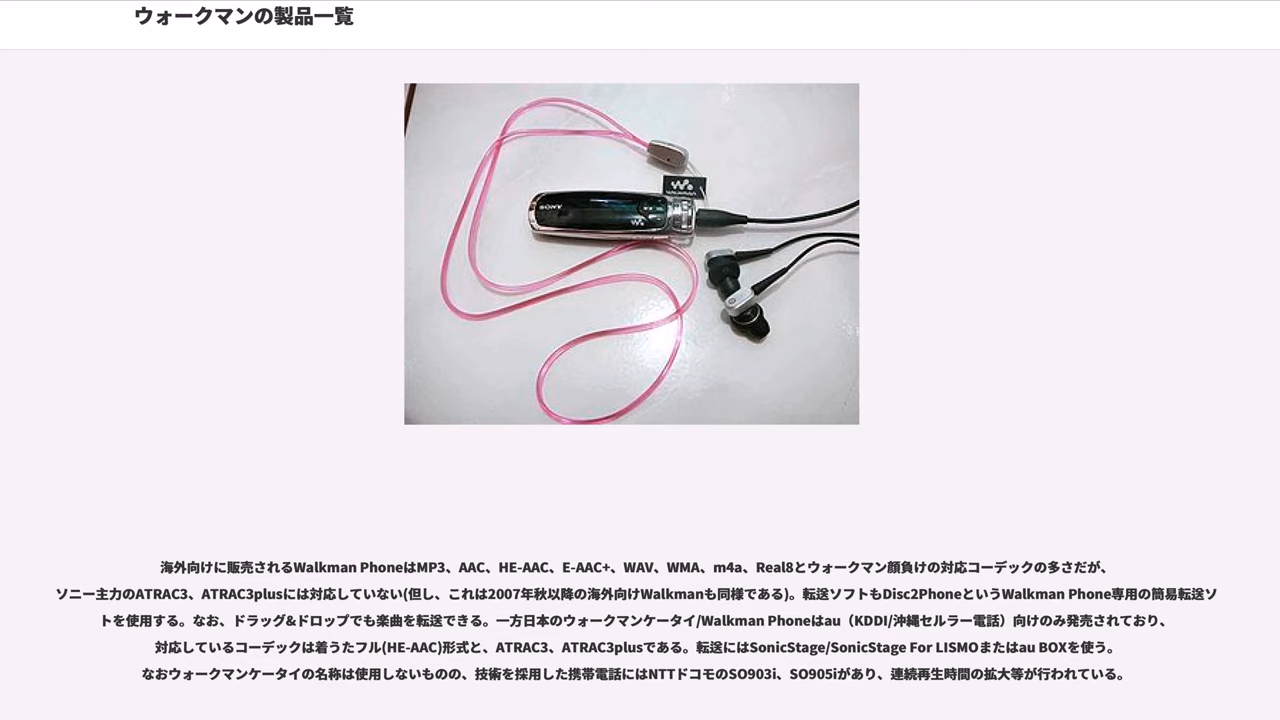 ウォークマンの製品一覧
SONY
海外向けに販売されるWalkman PhoneはMP3、AAC、HE-AAC、E-AAC+、WAV、WMA、m4a、Real8とウォークマン顔負けの対応コーデックの多さだが、
ソニー主力のATRAC3、ATRAC3plusには対応していない(但し、これは2007年秋以降の海外向けWalkmanも同様である)。転送ソフトもDisc2PhoneというWalkman Phone専用の簡易転送ソ
トを使用する。なお、ドラッグ&ドロップでも楽曲を転送できる。一方日本のウォークマンケータイ/Walkman Phoneはau（KDDI/沖縄セルラー電話）向けのみ発売されており、
対応しているコーデックは着うたフル(HE-AAC)形式と、ATRAC3、ATRAC3plusである。転送にはSonicStage/SonicStage For LISMOまたはau BOXを使う。
なおウォークマンケータイの名称は使用しないものの、技術を採用した携帯電話にはNTTドコモのSO903i、SO905iがあり、連続再生時間の拡大等が行われている。